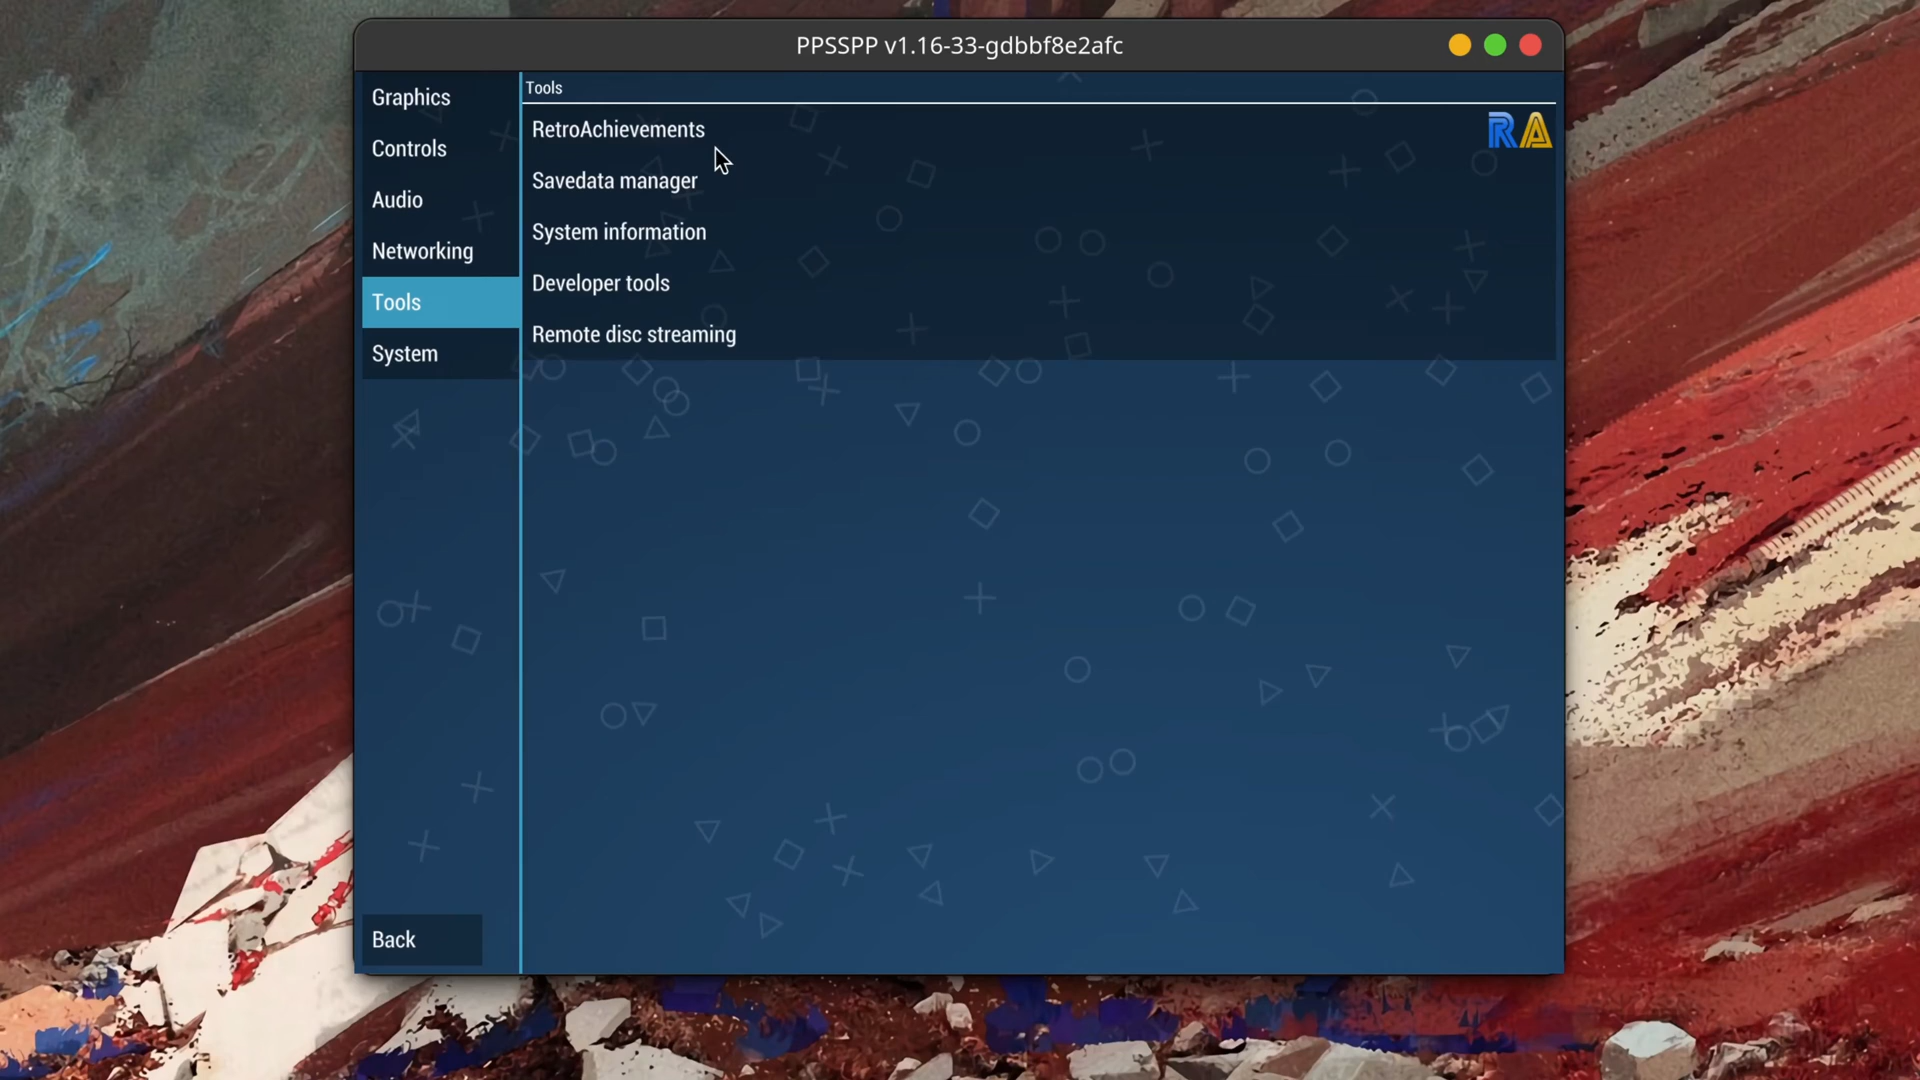 PPSSPP v1.16-33-gdbbf8e2afc
Graphics
Controls
Audio
Networking
Tools
System
Back
Tools
RetroAchievements
RA
Savedata manager
System information
Developer tools
Remote disc streaming